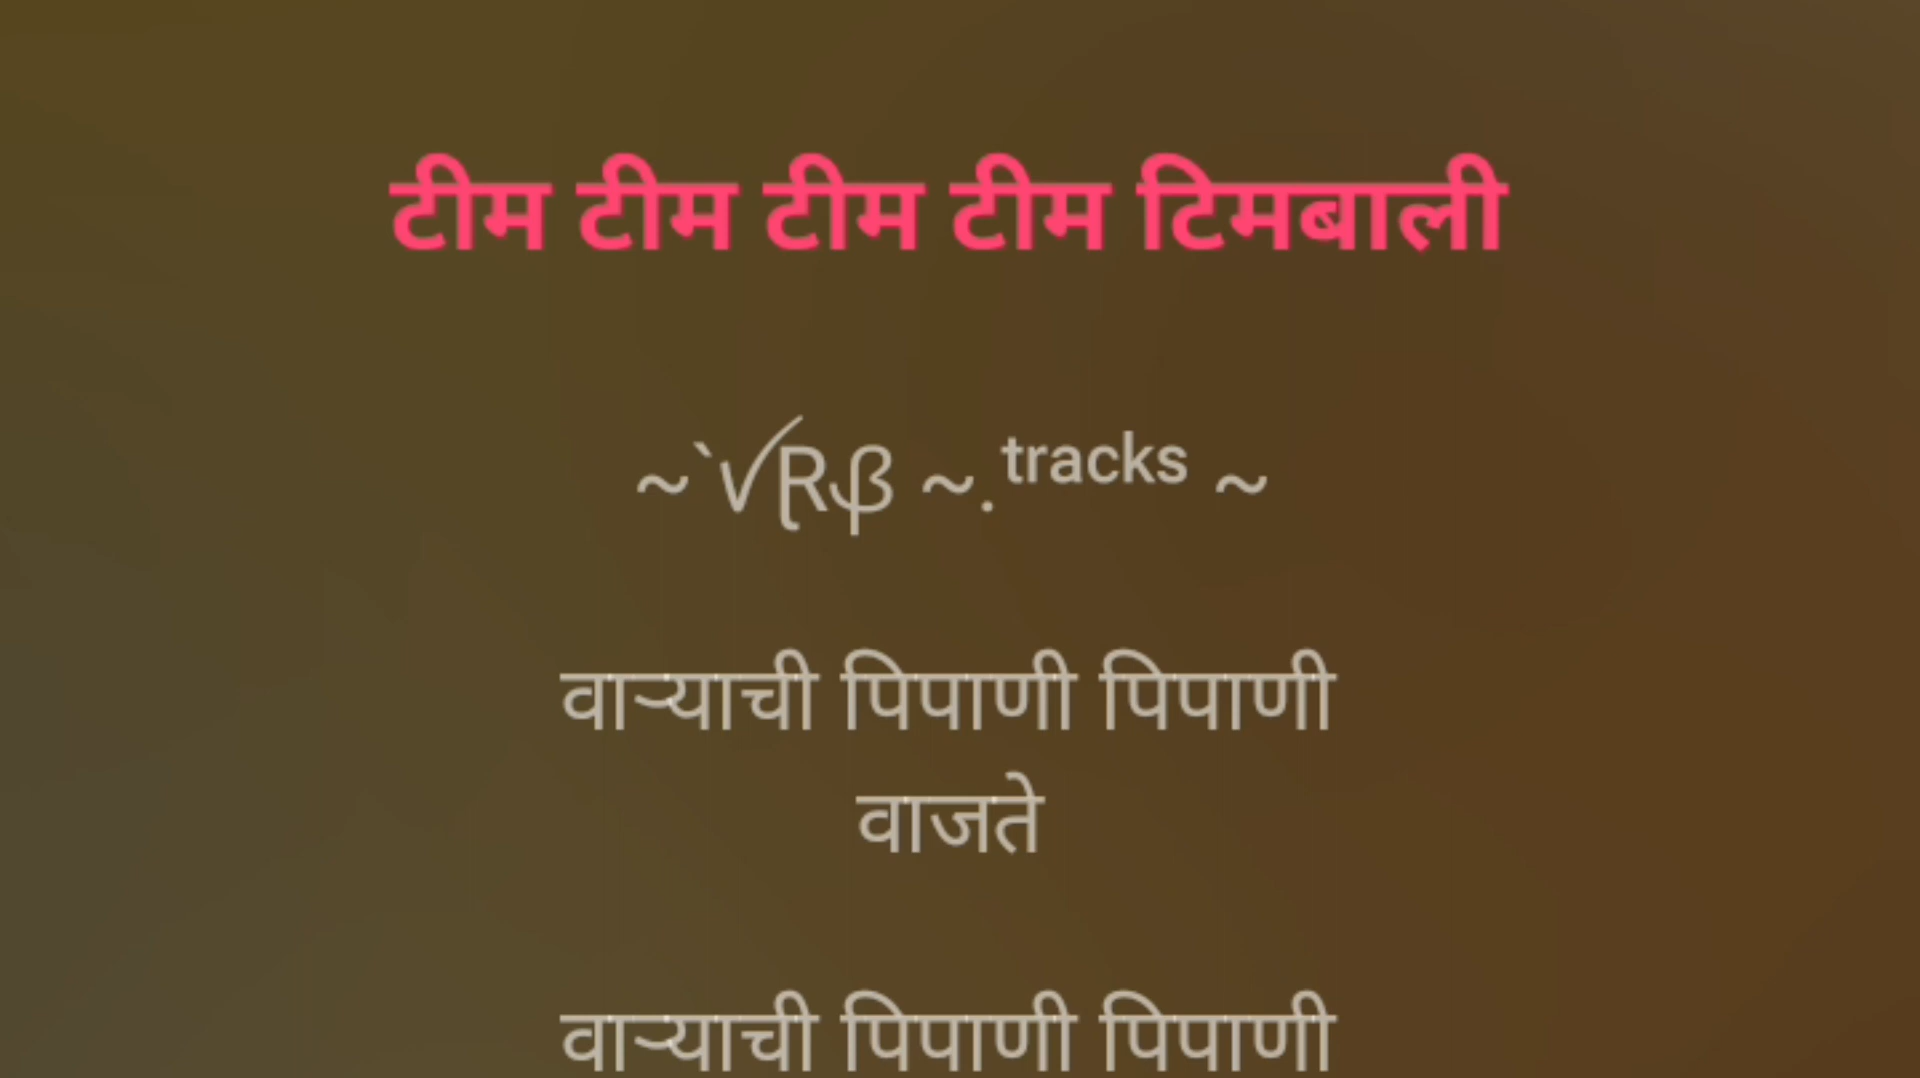 टीम टीम टीम टीम टिमबाली
~`√Rβ ~.ᵗʳᵃᶜᵏˢ ~
वाऱ्याची पिपाणी पिपाणी
वाजते
वाऱ्याची पिपाणी पिपाणी